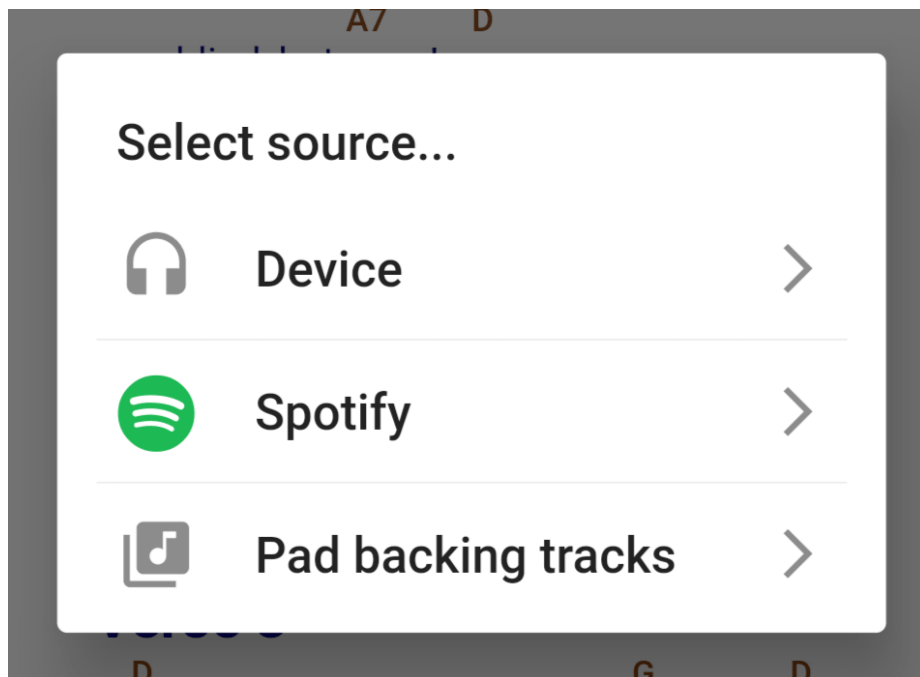 A7 D
Select source...
Device
Spotify
Pad backing tracks
D G D